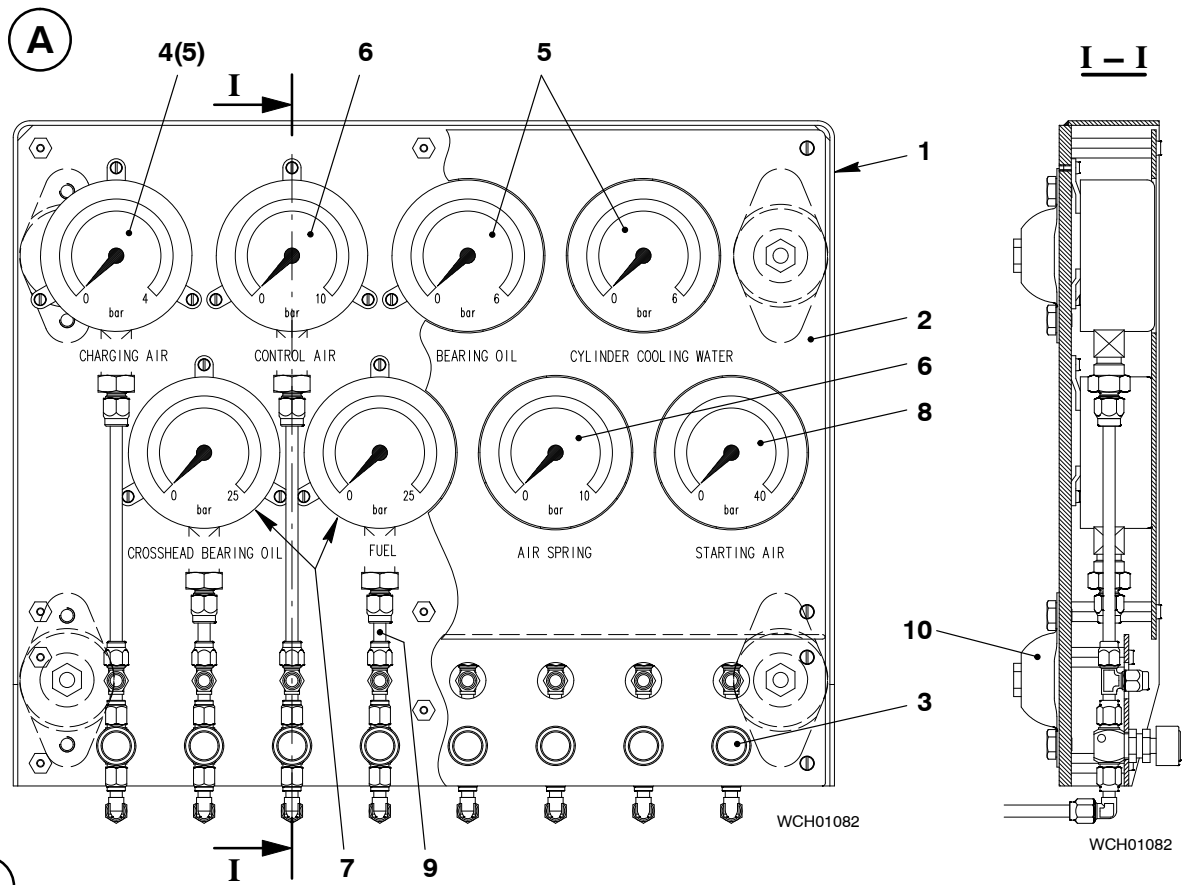 A
4(5)
6
5
I
I – I
1
0 4
bar
0 10
bar
0 6
bar
0 6
bar
2
CHARGING AIR
CONTROL AIR
BEARING OIL
CYLINDER COOLING WATER
6
8
0 25
bar
0 25
bar
0 10
bar
0 40
bar
CROSSHEAD BEARING OIL
FUEL
AIR SPRING
STARTING AIR
10
3
WCH01082
WCH01082
I
7
9